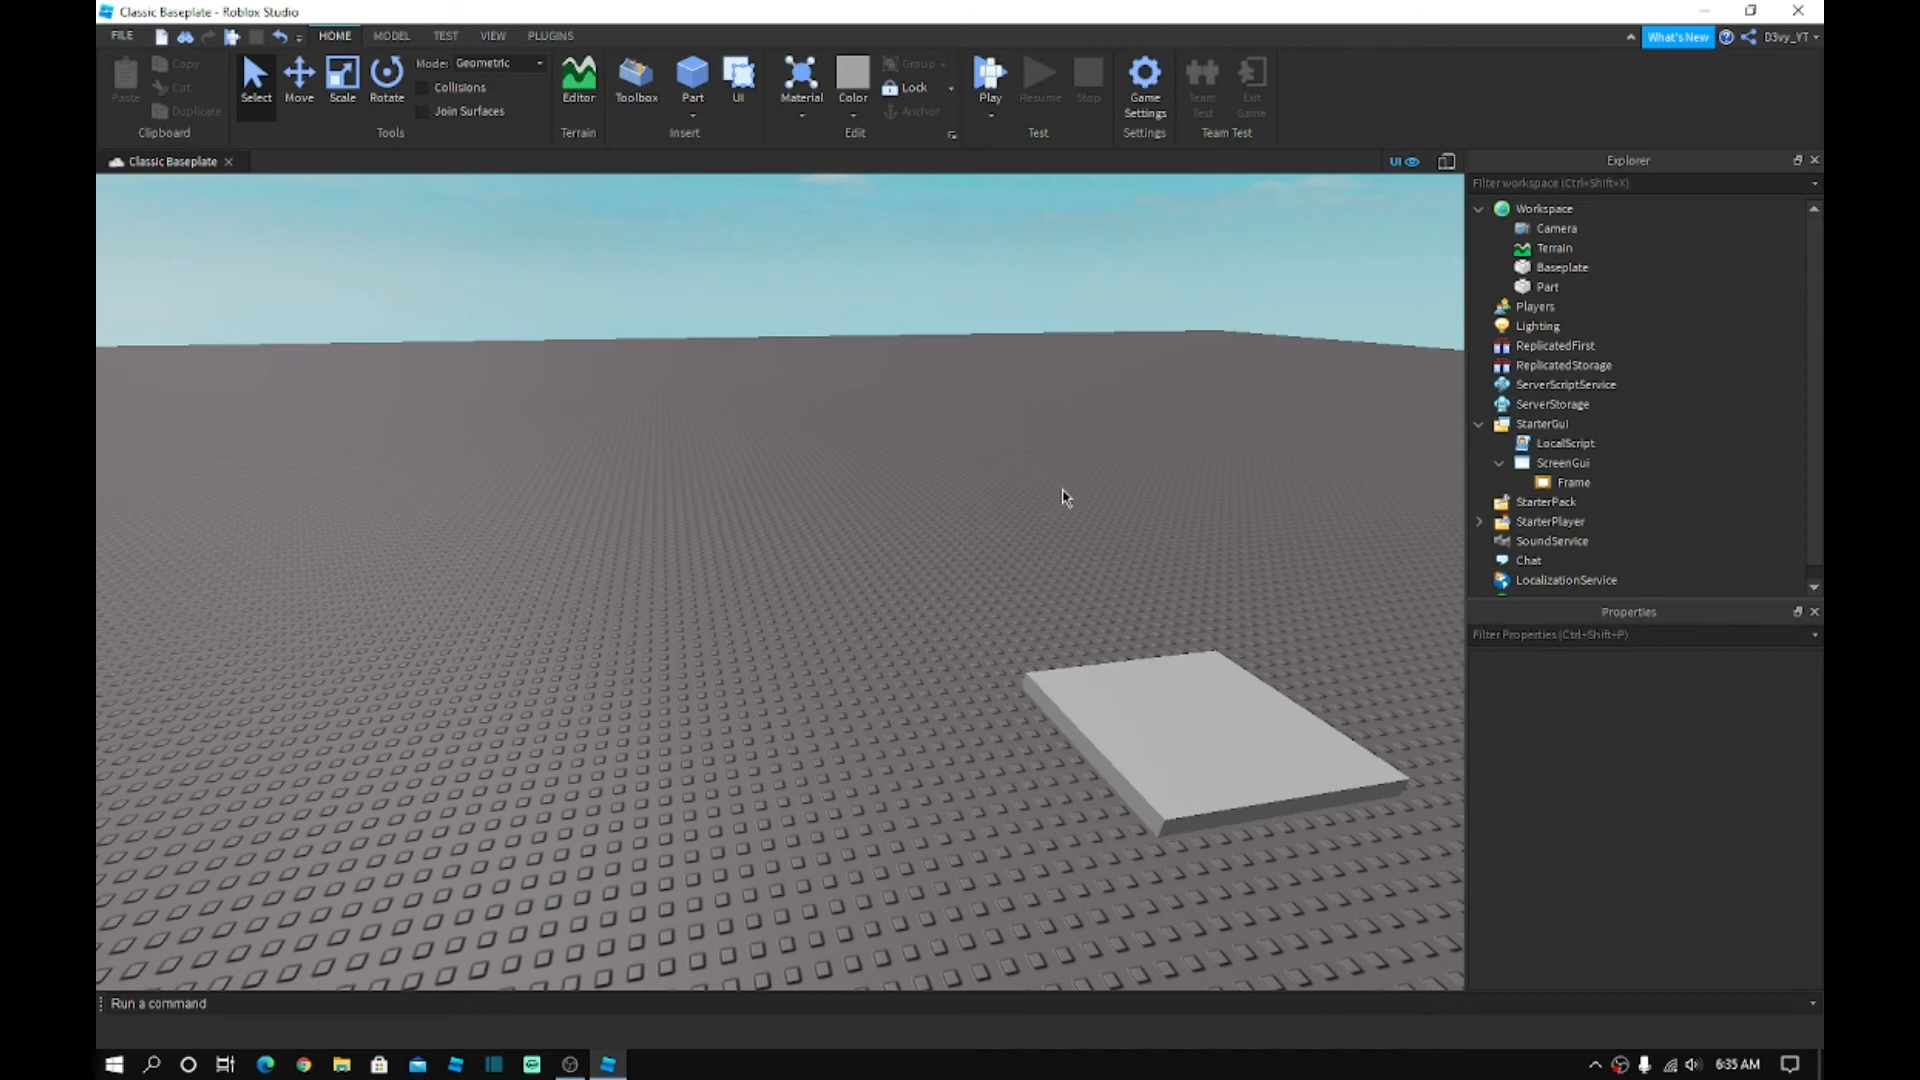 Classic Baseplate - Roblox Studio
FILE HOME MODEL TEST VIEW PLUGINS What's New D3vy_YT
Paste Copy Cut Duplicate Clipboard
Select Move Scale Rotate Mode: Geometric Collisions Join Surfaces Tools
Editor Terrain
Toolbox Part UI Insert
Material Color Group Lock Anchor Edit
Play Resume Stop Test
Game Settings Settings
Team Test Exit Game Team Test
Classic Baseplate UI
Explorer
Filter workspace (Ctrl+Shift+X)
Workspace
Camera
Terrain
Baseplate
Part
Players
Lighting
ReplicatedFirst
ReplicatedStorage
ServerScriptService
ServerStorage
StarterGui
LocalScript
ScreenGui
Frame
StarterPack
StarterPlayer
SoundService
Chat
LocalizationService
Properties
Filter Properties (Ctrl+Shift+P)
Run a command
6:35 AM